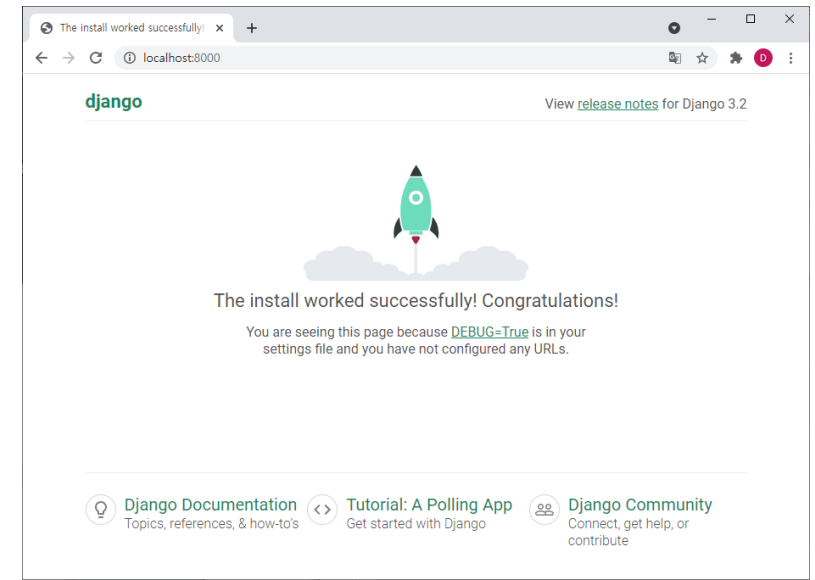 The install worked successfully!
localhost:8000
D
django
View release notes for Django 3.2
The install worked successfully! Congratulations!
You are seeing this page because DEBUG=True is in your
settings file and you have not configured any URLs.
Django Documentation
Topics, references, & how-to's
Tutorial: A Polling App
Get started with Django
Django Community
Connect, get help, or
contribute